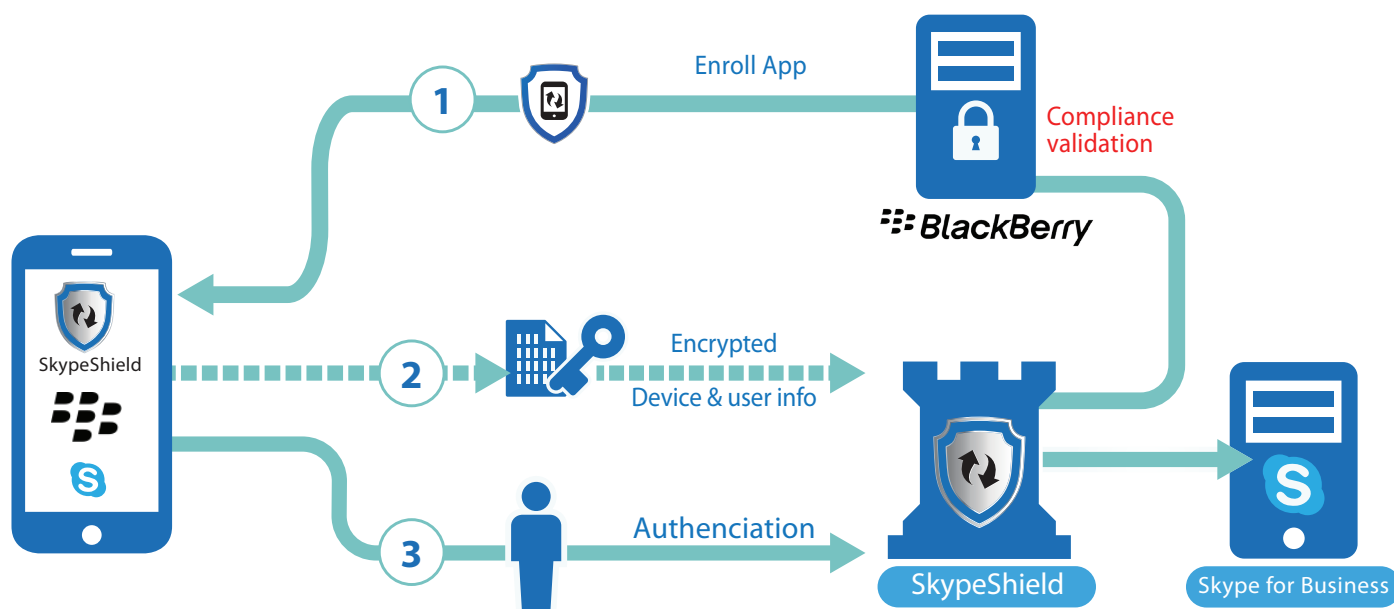 Enroll App
1
Compliance
validation
BlackBerry
SkypeShield
2
Encrypted
Device & user info
S
S
3
Authenciation
SkypeShield
Skype for Business